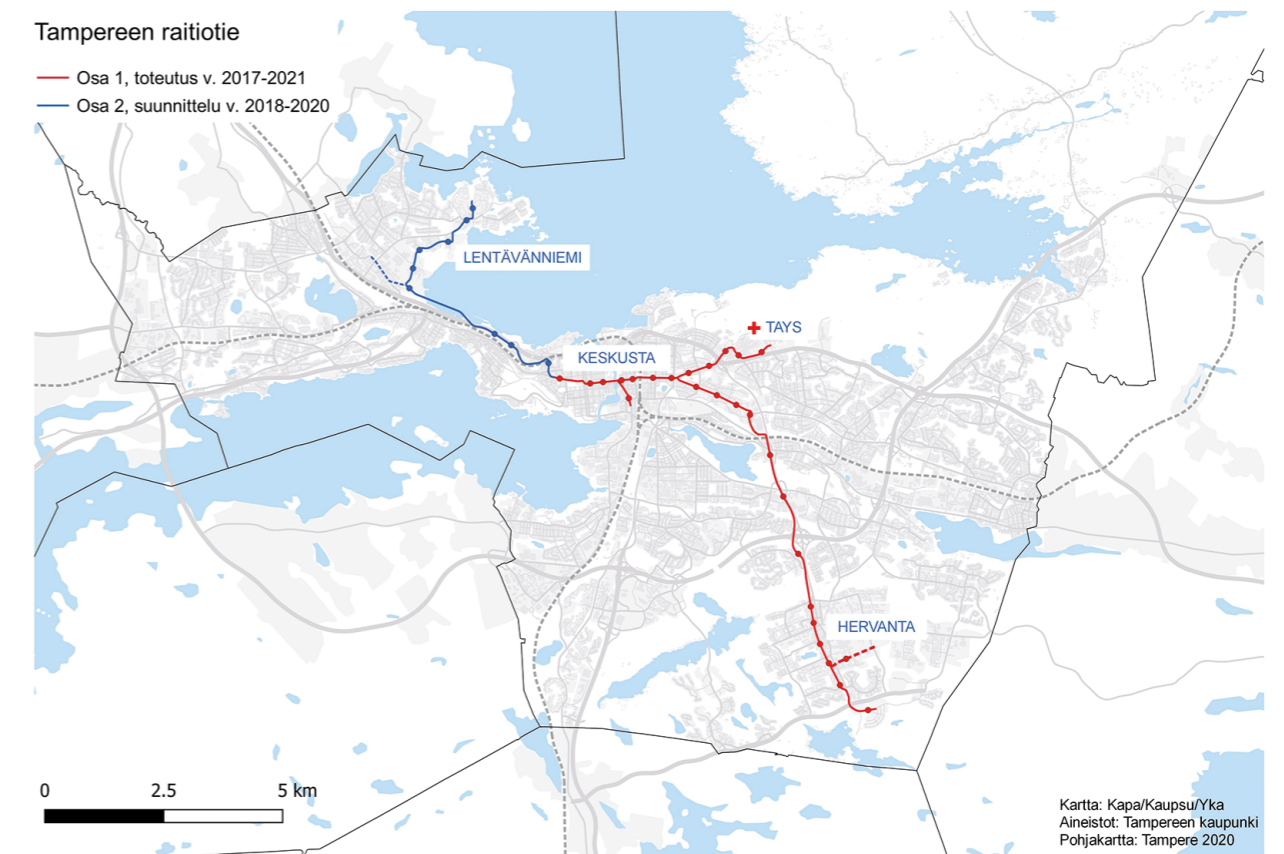 Tampereen raitiotie
Osa 1, toteutus v. 2017-2021
Osa 2, suunnittelu v. 2018-2020
LENTÄVÄNNIEMI
TAYS
KESKUSTA
HERVANTA
0 2.5 5 km
Kartta: Kapa/Kaupsu/Yka
Aineistot: Tampereen kaupunki
Pohjakartta: Tampere 2020